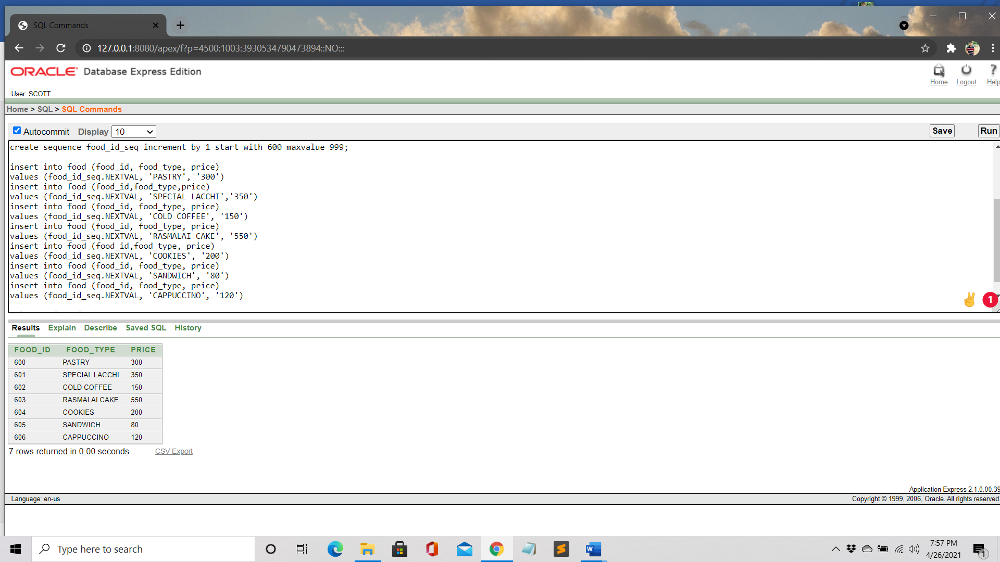 SQL Commands
127.0.0.1:8080/apex/f?p=4500:1003:3930534790473894::NO:::
ORACLE Database Express Edition
Home Logout Help
User: SCOTT
Home > SQL > SQL Commands
Autocommit Display 10 Save Run
create sequence food_id_seq increment by 1 start with 600 maxvalue 999;
insert into food (food_id, food_type, price)
values (food_id_seq.NEXTVAL, 'PASTRY', '300')
insert into food (food_id,food_type,price)
values (food_id_seq.NEXTVAL, 'SPECIAL LACCHI','350')
insert into food (food_id, food_type, price)
values (food_id_seq.NEXTVAL, 'COLD COFFEE', '150')
insert into food (food_id, food_type, price)
values (food_id_seq.NEXTVAL, 'RASMALAI CAKE', '550')
insert into food (food_id,food_type, price)
values (food_id_seq.NEXTVAL, 'COOKIES', '200')
insert into food (food_id, food_type, price)
values (food_id_seq.NEXTVAL, 'SANDWICH', '80')
insert into food (food_id, food_type, price)
values (food_id_seq.NEXTVAL, 'CAPPUCCINO', '120')
1
Results Explain Describe Saved SQL History
FOOD_ID FOOD_TYPE PRICE
600 PASTRY 300
601 SPECIAL LACCHI 350
602 COLD COFFEE 150
603 RASMALAI CAKE 550
604 COOKIES 200
605 SANDWICH 80
606 CAPPUCCINO 120
7 rows returned in 0.00 seconds CSV Export
Application Express 2.1.0.00.39
Language: en-us Copyright © 1999, 2006, Oracle. All rights reserved.
Type here to search
7:57 PM
4/26/2021
1